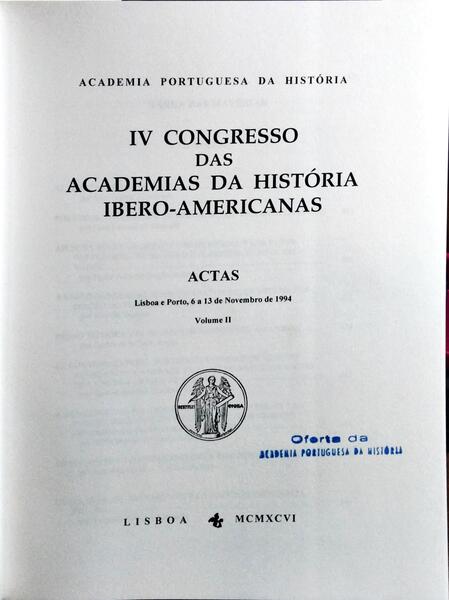 ACADEMIA PORTUGUESA DA HISTÓRIA
IV CONGRESSO
DAS
ACADEMIAS DA HISTÓRIA
IBERO-AMERICANAS
ACTAS
Lisboa e Porto, 6 a 13 de Novembro de 1994
Volume II
Oferta da
ACADEMIA PORTUGUESA DA HISTÓRIA
LISBOA MCMXCVI